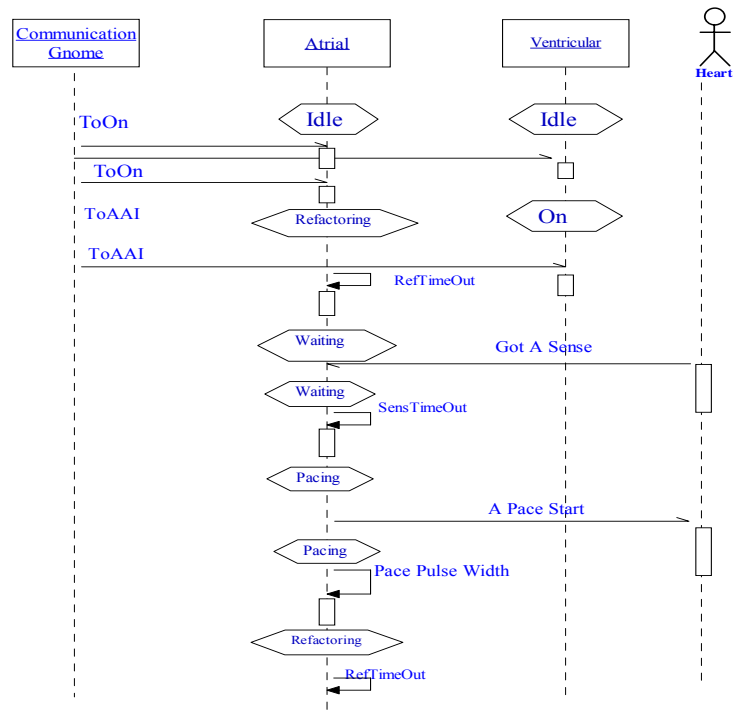 Communication
Gnome
Atrial
Ventricular
Heart
Idle
Idle
ToOn
ToOn
ToAAI
Refactoring
On
ToAAI
RefTimeOut
Waiting
Got A Sense
Waiting
SensTimeOut
Pacing
A Pace Start
Pacing
Pace Pulse Width
Refactoring
RefTimeOut